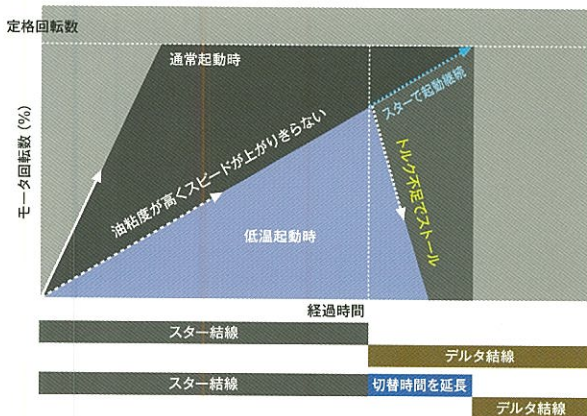 定格回転数
通常起動時
スターで起動継続
モータ回転数(%)
油粘度が高くスピードが上がりきらない
トルク不足でストール
低温起動時
経過時間
スター結線
デルタ結線
スター結線
切替時間を延長
デルタ結線